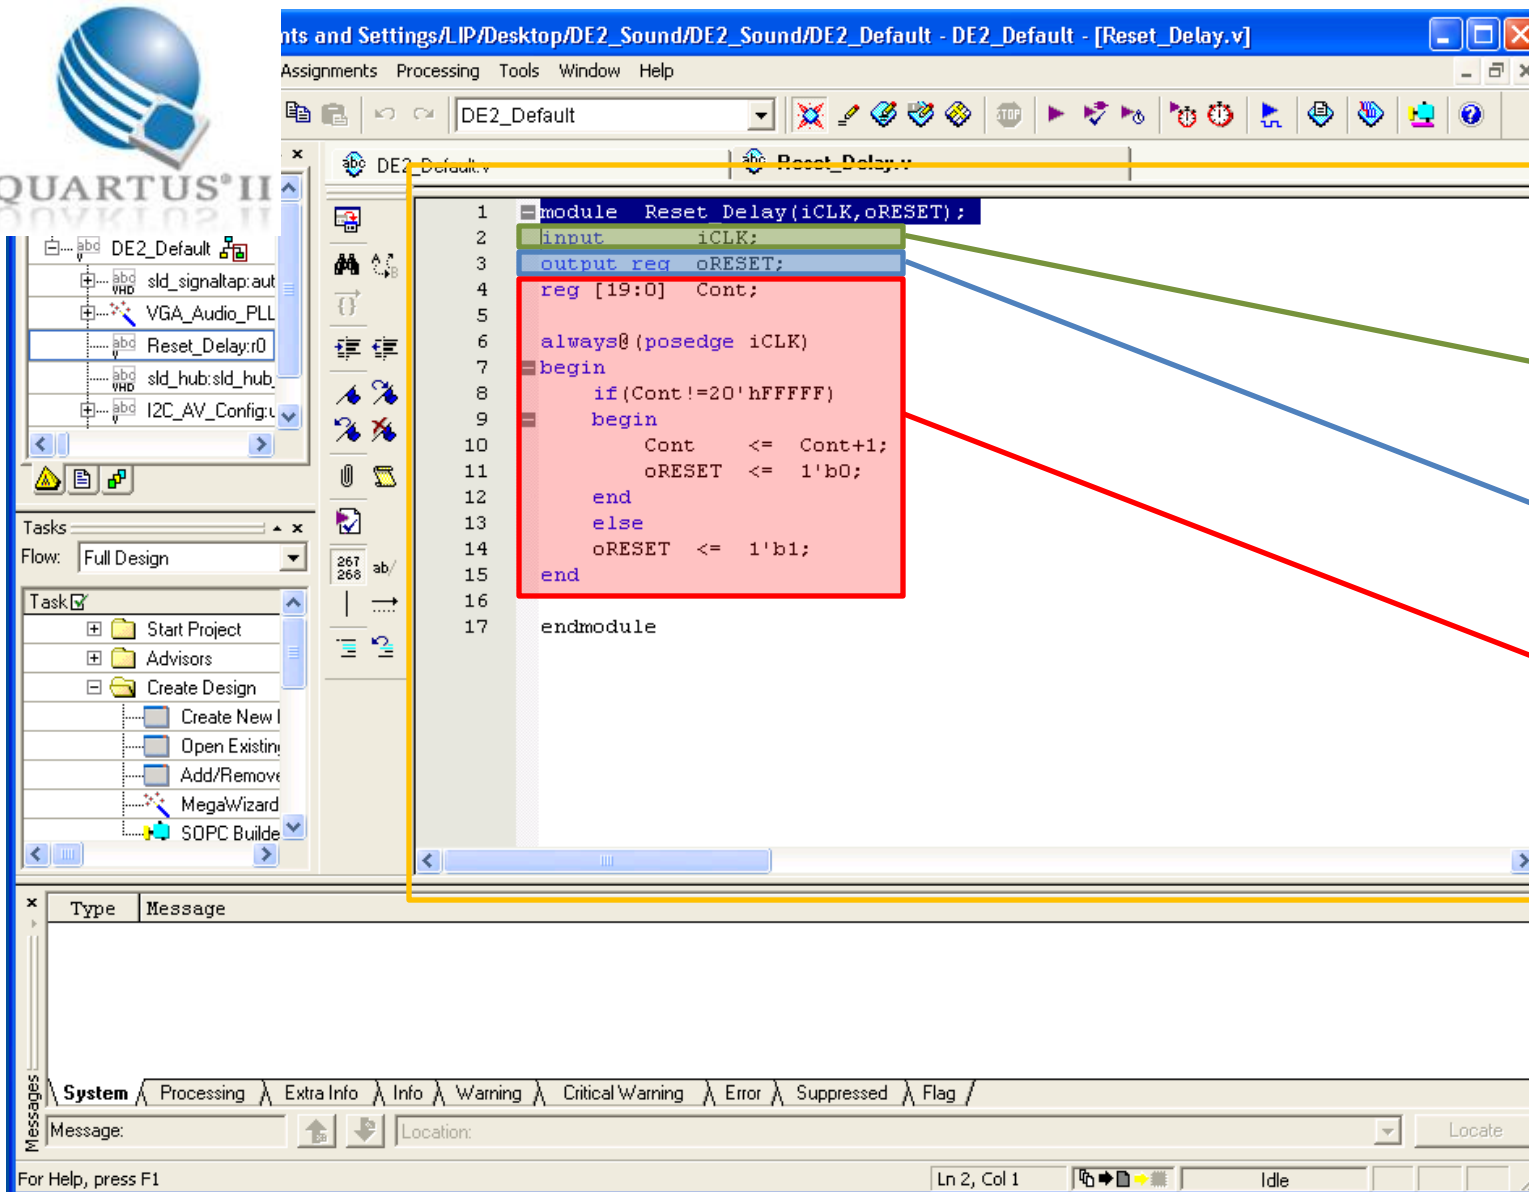 QUARTUS®II
nts and Settings/LIP/Desktop/DE2_Sound/DE2_Sound/DE2_Default - DE2_Default - [Reset_Delay.v]
Assignments Processing Tools Window Help
DE2_Default
DE2_Default.v
Reset_Delay.v
DE2_Default
sld_signaltap:aut
VGA_Audio_PLL
Reset_Delay:r0
sld_hub:sld_hub_
I2C_AV_Config:u
1 module Reset_Delay(iCLK,oRESET);
2 input iCLK;
3 output reg oRESET;
4 reg [19:0] Cont;
5
6 always@(posedge iCLK)
7 begin
8 if(Cont!=20'hFFFFF)
9 begin
10 Cont <= Cont+1;
11 oRESET <= 1'b0;
12 end
13 else
14 oRESET <= 1'b1;
15 end
16
17 endmodule
267
268
ab/
Tasks
Flow: Full Design
Task
Start Project
Advisors
Create Design
Create New
Open Existing
Add/Remove
MegaWizard
SOPC Builde
Type Message
System Processing Extra Info Info Warning Critical Warning Error Suppressed Flag
Messages
Message:
Location:
Locate
For Help, press F1
Ln 2, Col 1
Idle